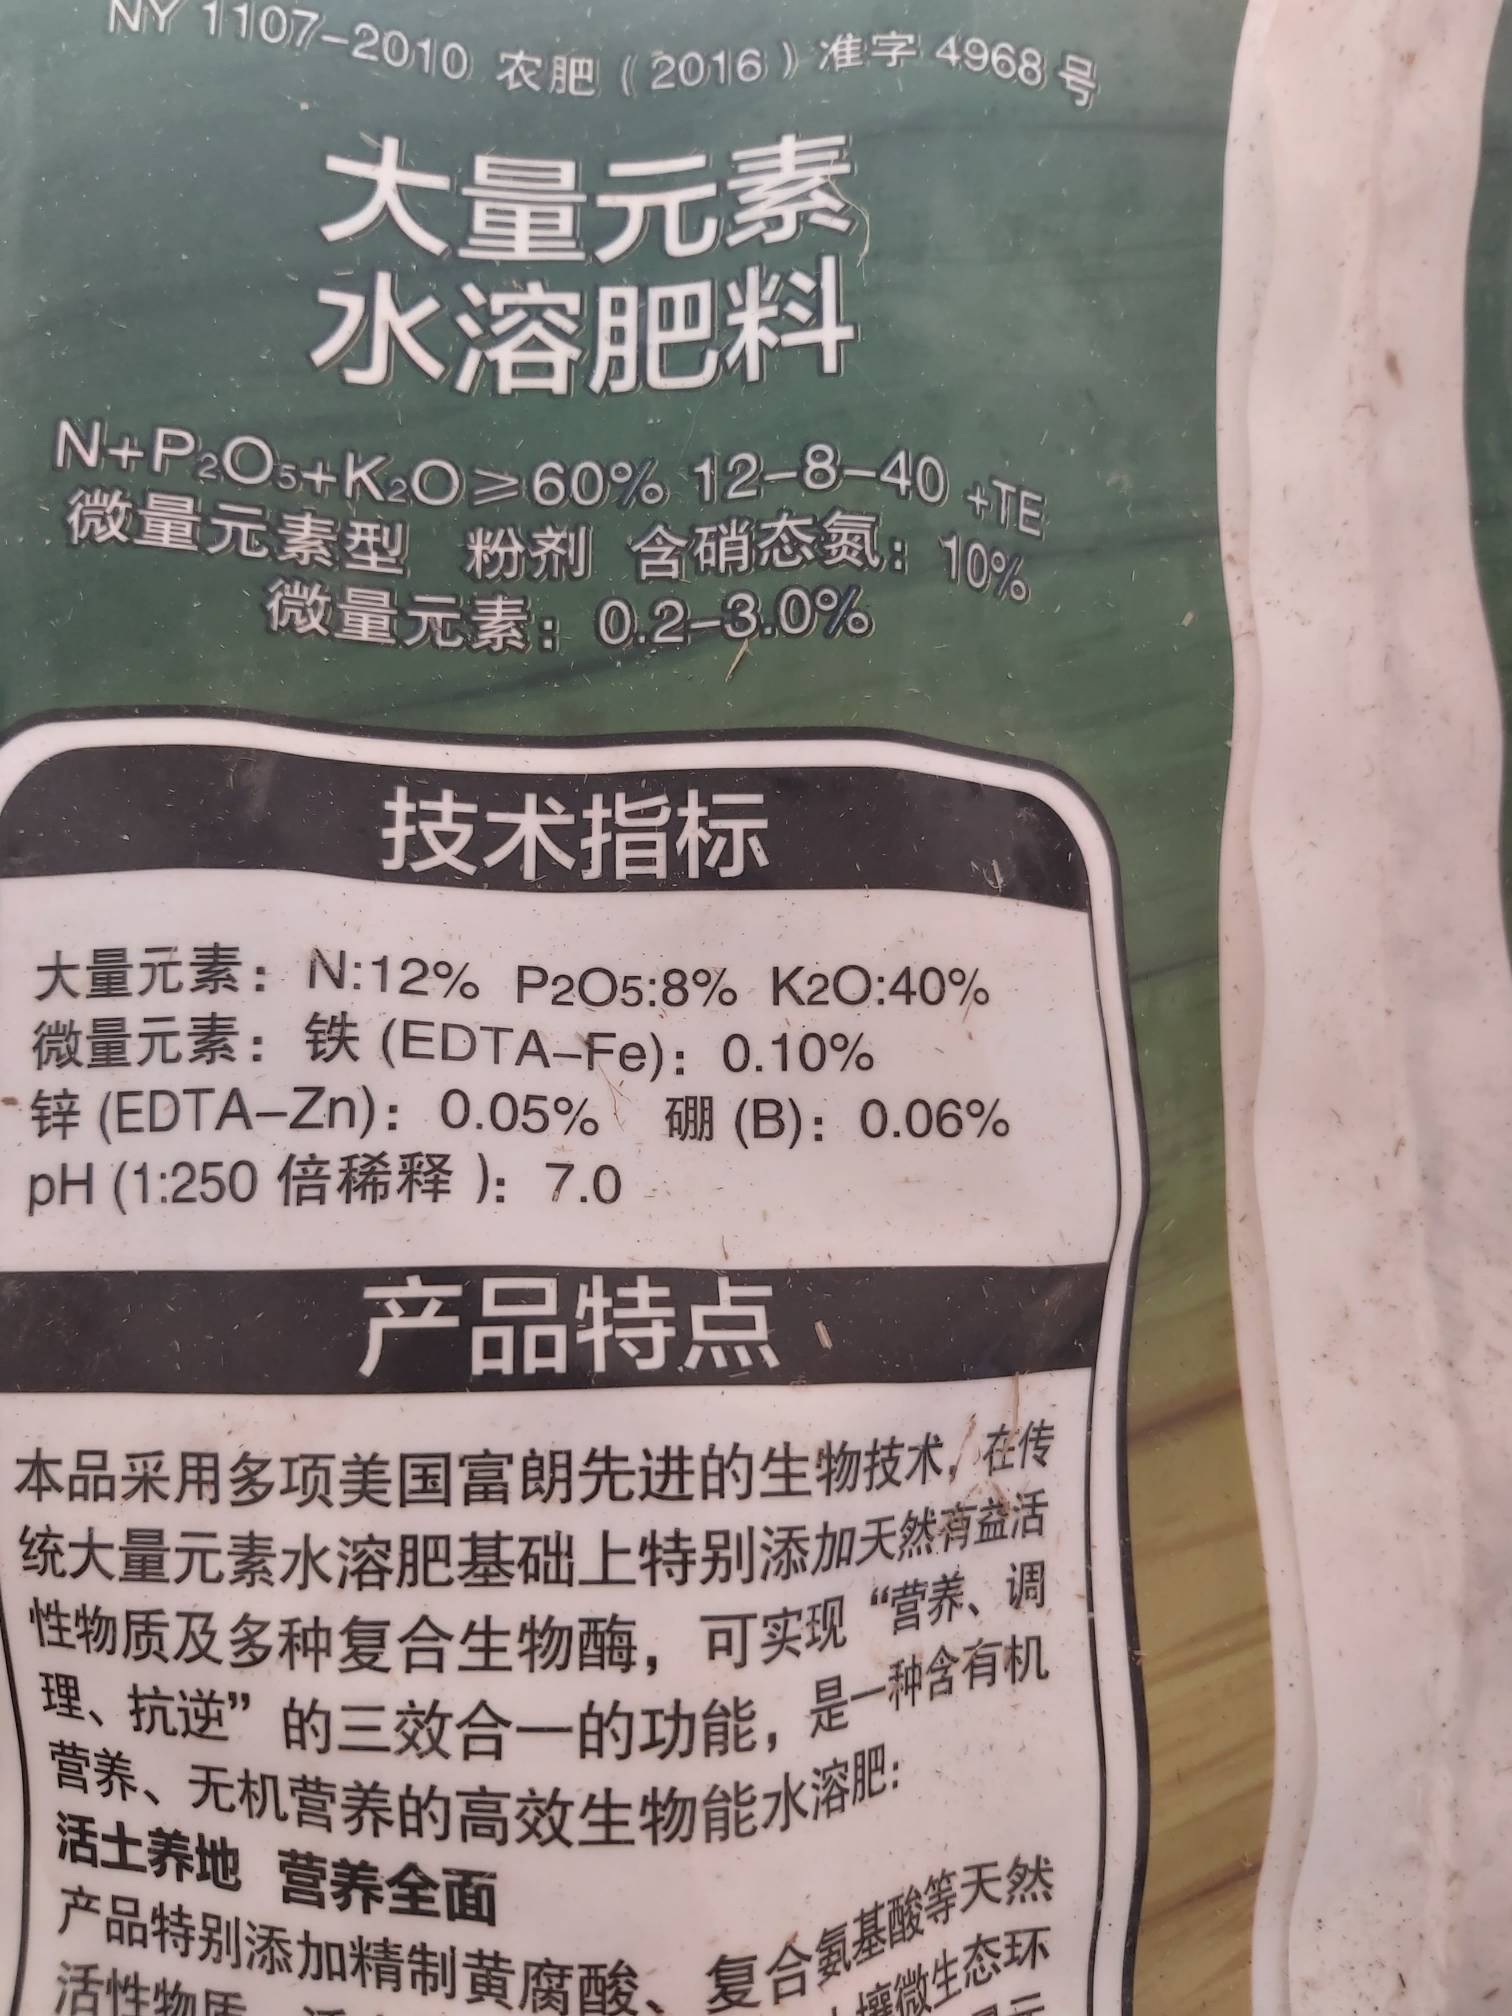 NY 1107-2010 农肥（2016）准字 4968 号
大量元素
水溶肥料
N+P₂O₅+K₂O≥60% 12-8-40 +TE
微量元素型 粉剂 含硝态氮：10%
微量元素：0.2-3.0%
技术指标
大量元素：N:12% P2O5:8% K2O:40%
微量元素：铁 (EDTA-Fe)：0.10%
锌 (EDTA-Zn)：0.05% 硼 (B)：0.06%
pH (1:250 倍稀释)：7.0
产品特点
本品采用多项美国富朗先进的生物技术，在传
统大量元素水溶肥基础上特别添加天然有益活
性物质及多种复合生物酶，可实现“营养、调
理、抗逆”的三效合一的功能，是一种含有机
营养、无机营养的高效生物能水溶肥：
活土养地 营养全面
产品特别添加精制黄腐酸、复合氨基酸等天然
活性物质 壤微生态环